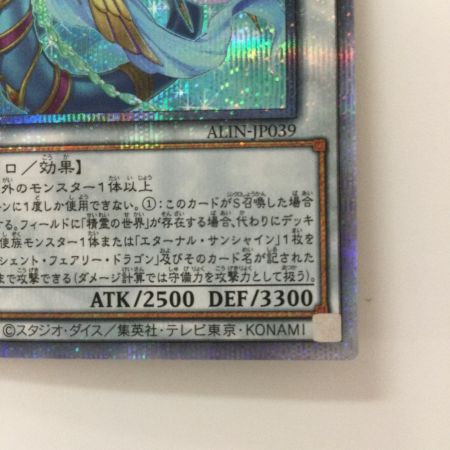 ALIN-JP039
ロ/効果】
外のモンスター1体以上
ンに1度しか使用できない。①:このカードがS召喚した場合
する。フィールドに「精霊の世界」が存在する場合、代わりにデッキ
使族モンスター1体または「エターナル・サンシャイン」1枚を
シェント・フェアリー・ドラゴン」及びそのカード名が記された
まで攻撃できる(ダメージ計算では守備力を攻撃力として扱う)。
ATK/2500 DEF/3300
©スタジオ・ダイス/集英社・テレビ東京・KONAMI